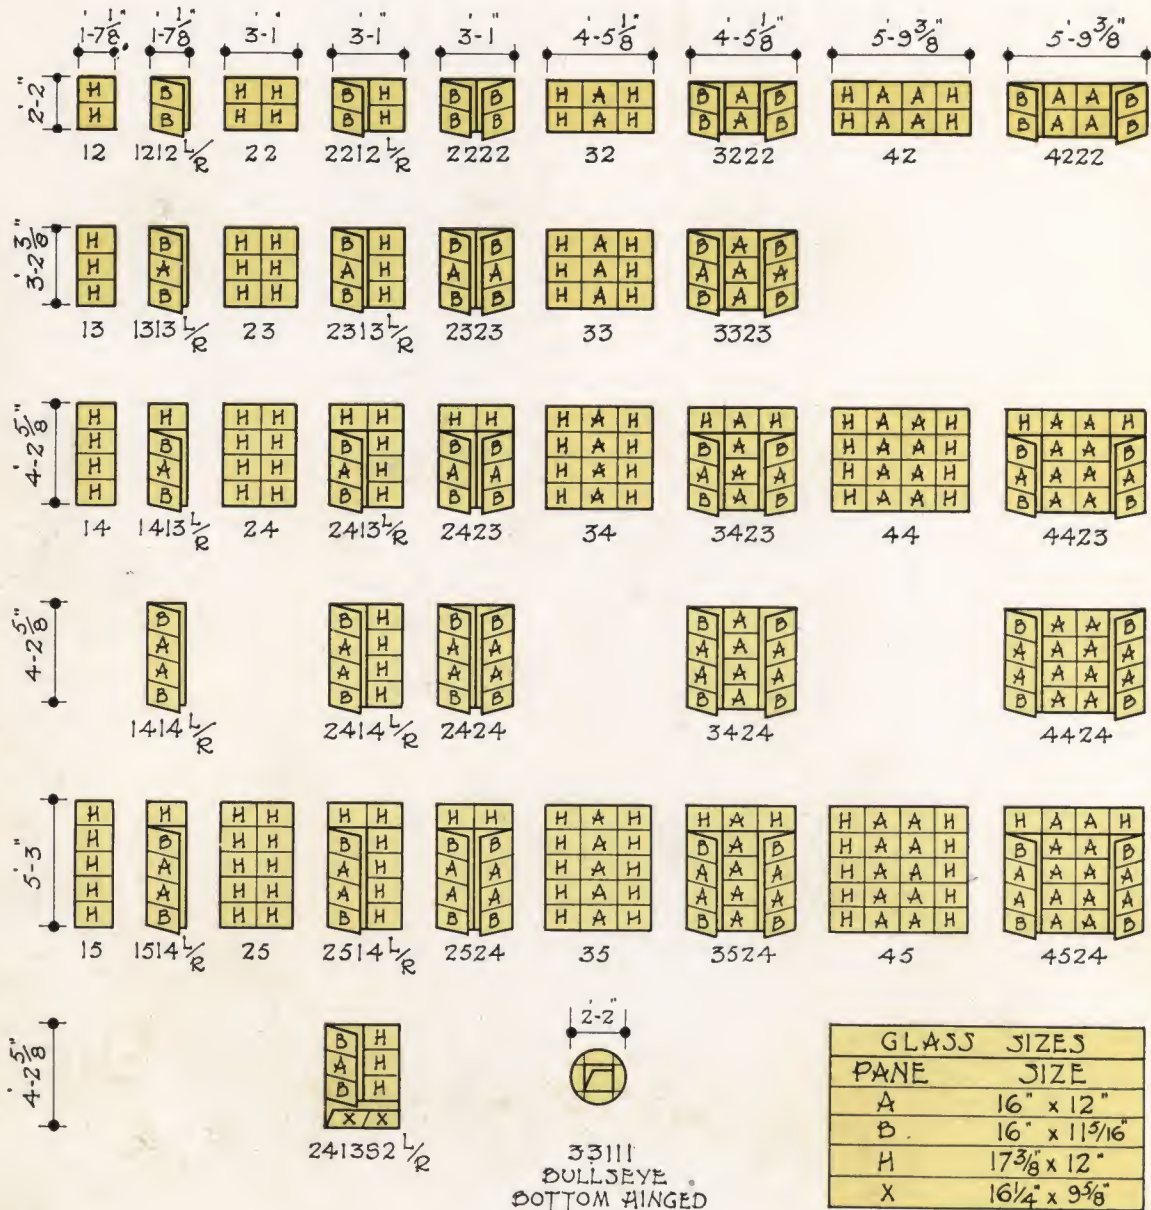 1'-7 1/8" 1'-7 1/8" 3'-1" 3'-1" 3'-1" 4'-5 1/8" 4'-5 1/8" 5'-9 3/8" 5'-9 3/8"
2'-2"
H B H H B H B B H A H B A B H A A H B A A B
H B H H B H B B H A H B A B H A A H B A A B
12 1212 L/R 22 2212 L/R 2222 32 3222 42 4222
3'-2 3/8"
H B H H B H B B H A H B A B
H A H H A H A A H A H A A A
H B H H B H B B H A H B A B
13 1313 L/R 23 2313 L/R 2323 33 3323
4'-2 5/8"
H H H H H H H H H A H H A H H A A H H A A H
H B H H B H B B H A H B A B H A A H B A A B
H A H H A H A A H A H A A A H A A H A A A A
H B H H B H B B H A H B A B H A A H B A A B
14 1413 L/R 24 2413 L/R 2423 34 3423 44 4423
4'-2 5/8"
B B H B B B A B B A A B
A A H A A A A A A A A A
A A H A A A A A A A A A
B B H B B B A B B A A B
1414 L/R 2414 L/R 2424 3424 4424
5'-3"
H H H H H H H H H A H H A H H A A H H A A H
H B H H B H B B H A H B A B H A A H B A A B
H A H H A H A A H A H A A A H A A H A A A A
H A H H A H A A H A H A A A H A A H A A A A
H B H H B H B B H A H B A B H A A H B A A B
15 1514 L/R 25 2514 L/R 2524 35 3524 45 4524
4'-2 5/8"
B H
A H
B H
X X
2413S2 L/R
2'-2"
33111
BULLSEYE
BOTTOM HINGED
GLASS SIZES
PANE SIZE
A 16" x 12"
B 16" x 11 5/16"
H 17 3/8" x 12"
X 16 1/4" x 9 5/8"